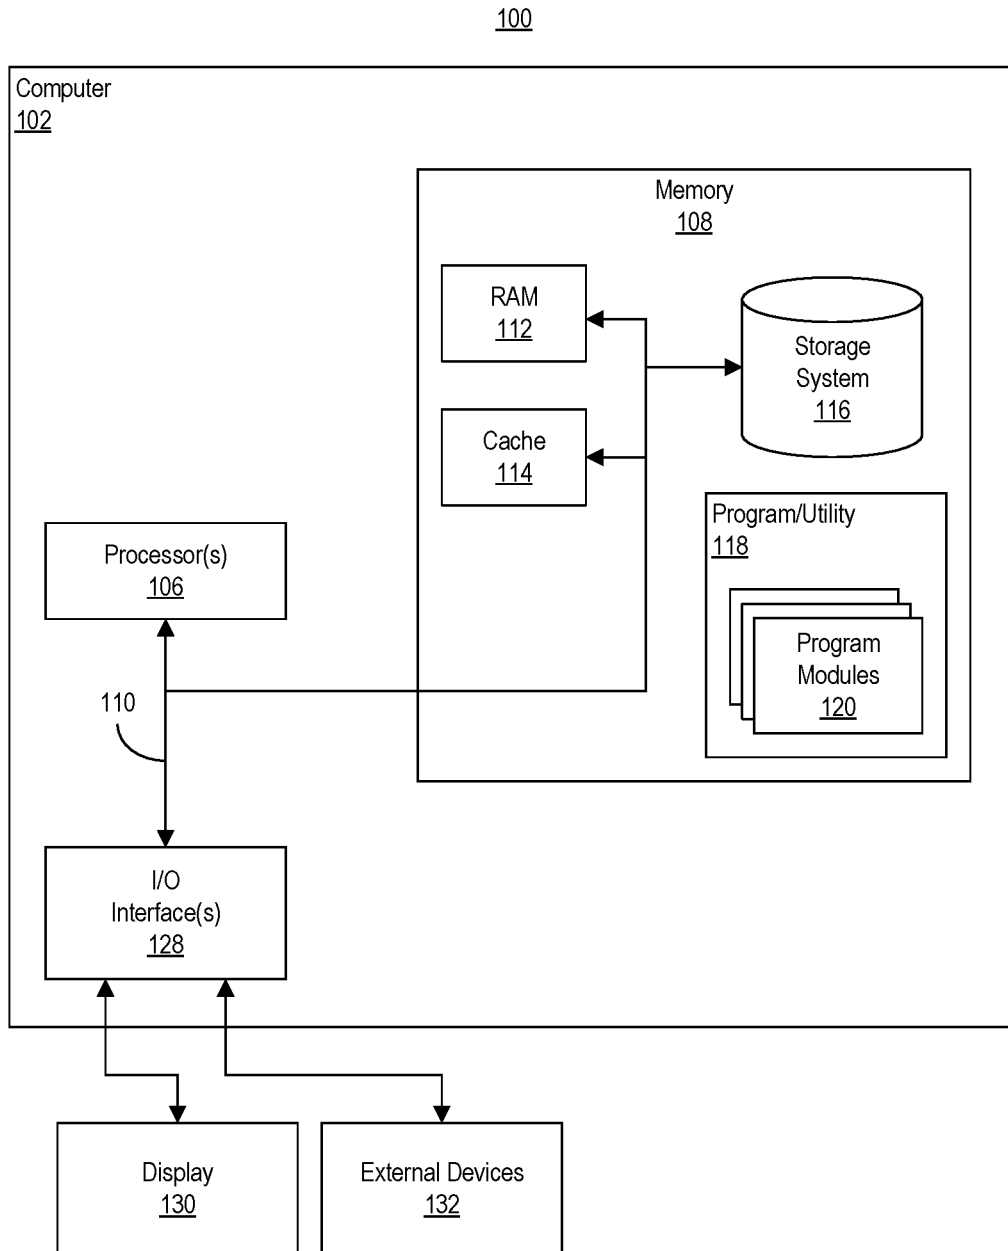 100
Computer
102
Memory
108
RAM
112
Storage
System
116
Cache
114
Program/Utility
118
Processor(s)
106
Program
Modules
120
110
I/O
Interface(s)
128
Display
130
External Devices
132